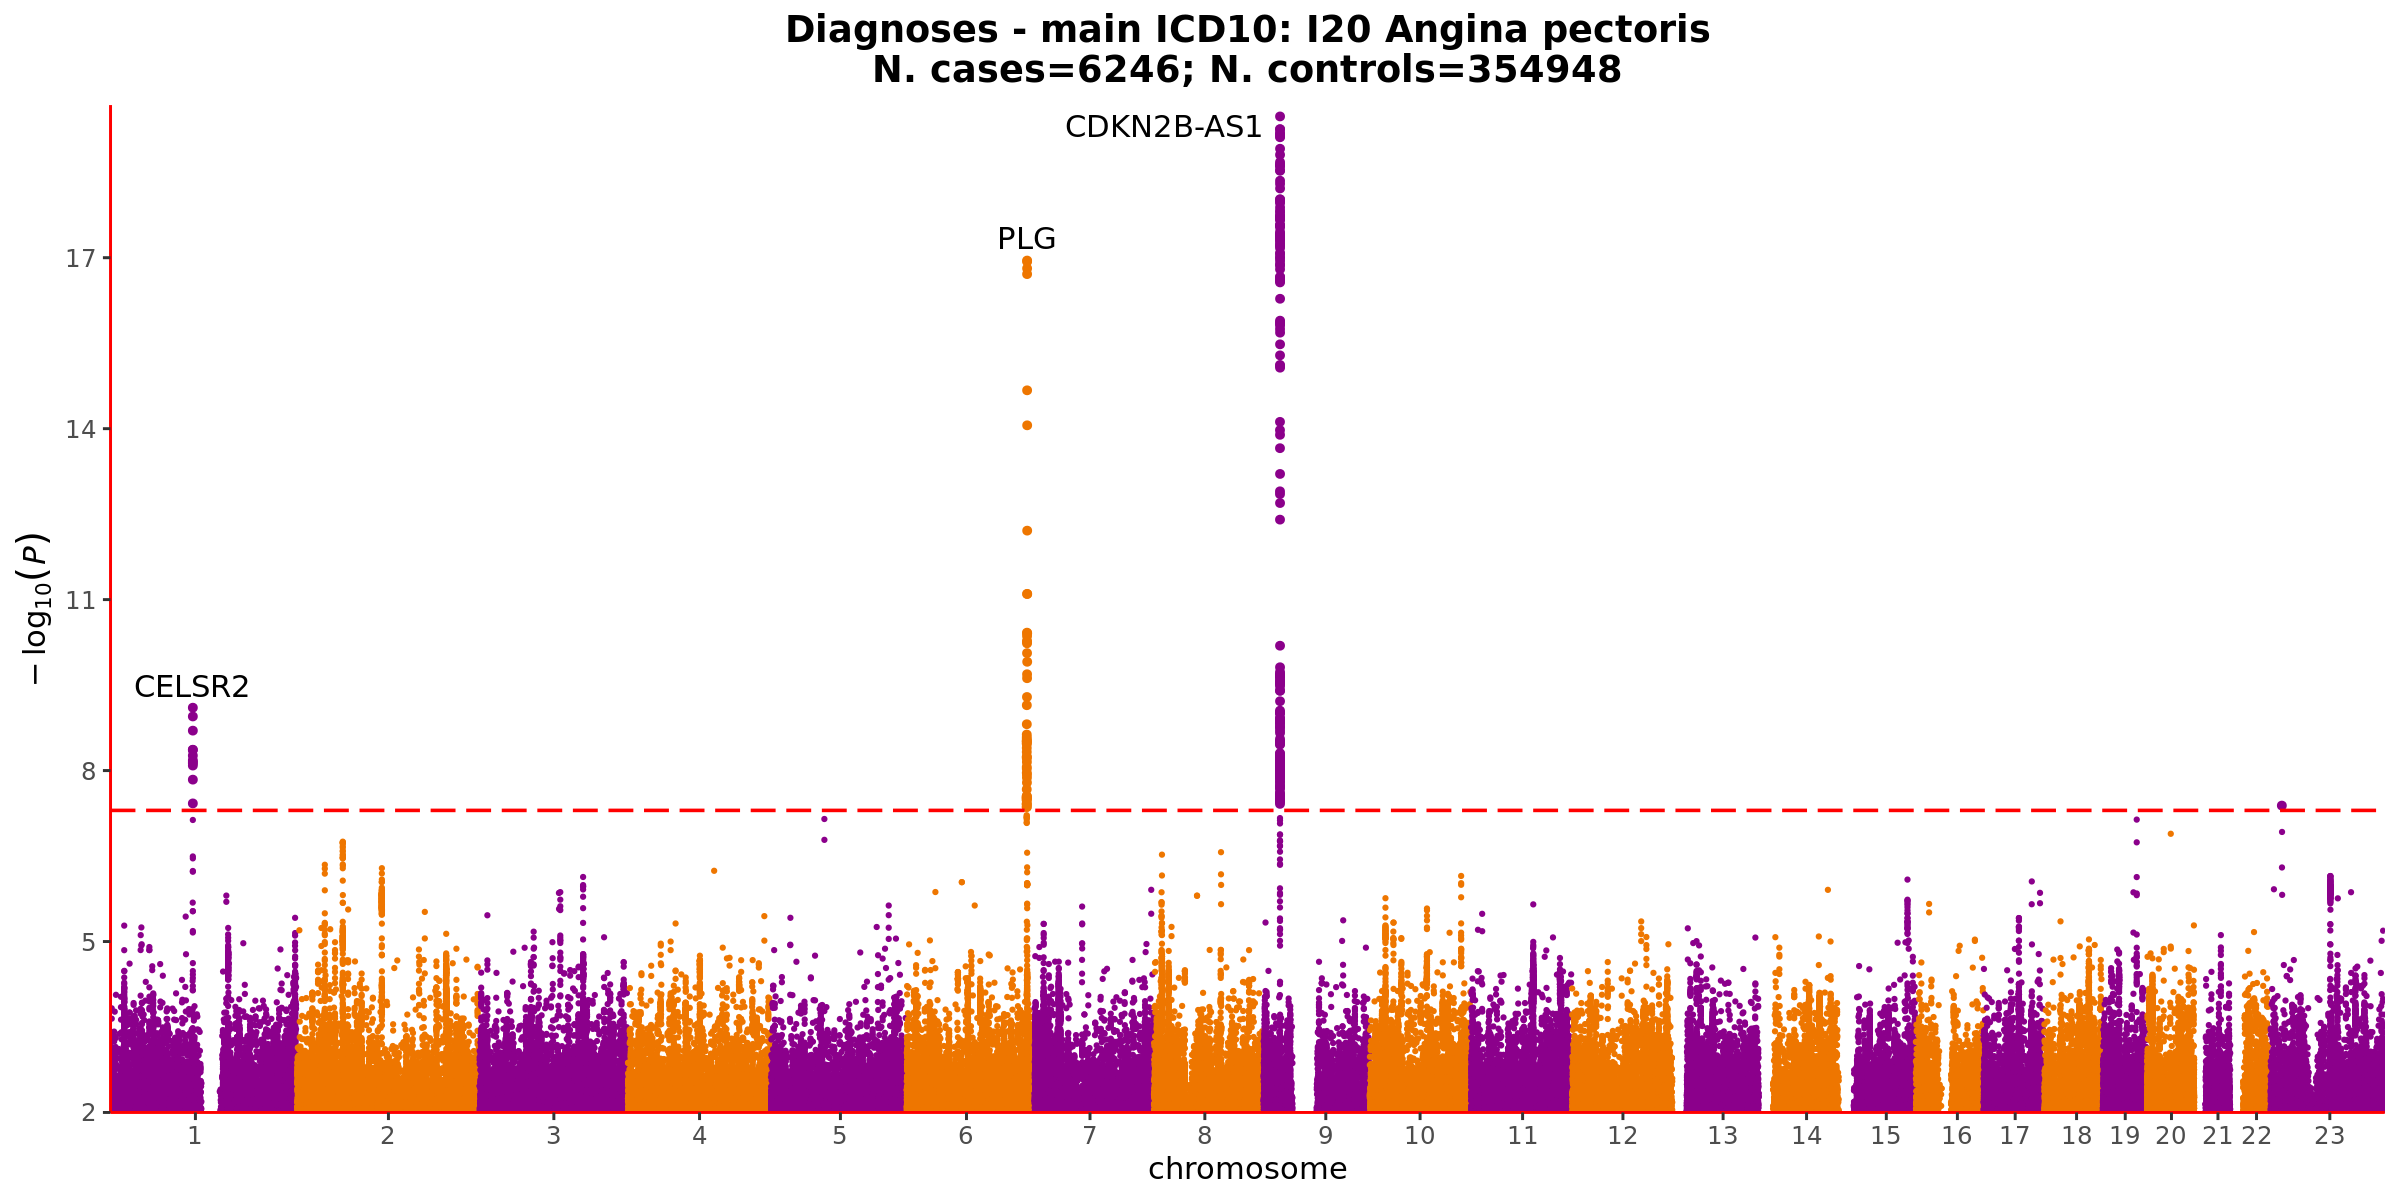 Diagnoses - main ICD10: I20 Angina pectoris
N. cases=6246; N. controls=354948
CDKN2B-AS1
PLG
CELSR2
17
14
11
8
5
2
− log₁₀(P)
1 2 3 4 5 6 7 8 9 10 11 12 13 14 15 16 17 18 19 20 21 22 23
chromosome